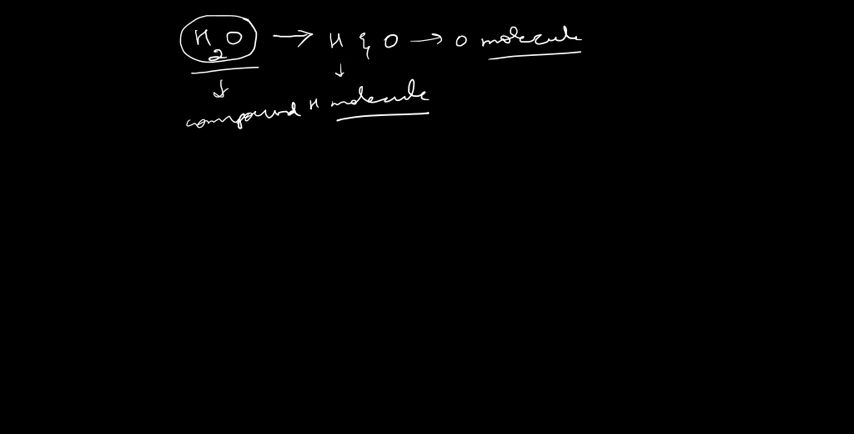 H₂O → H & O → O molecule
↓ ↓
compound H molecule